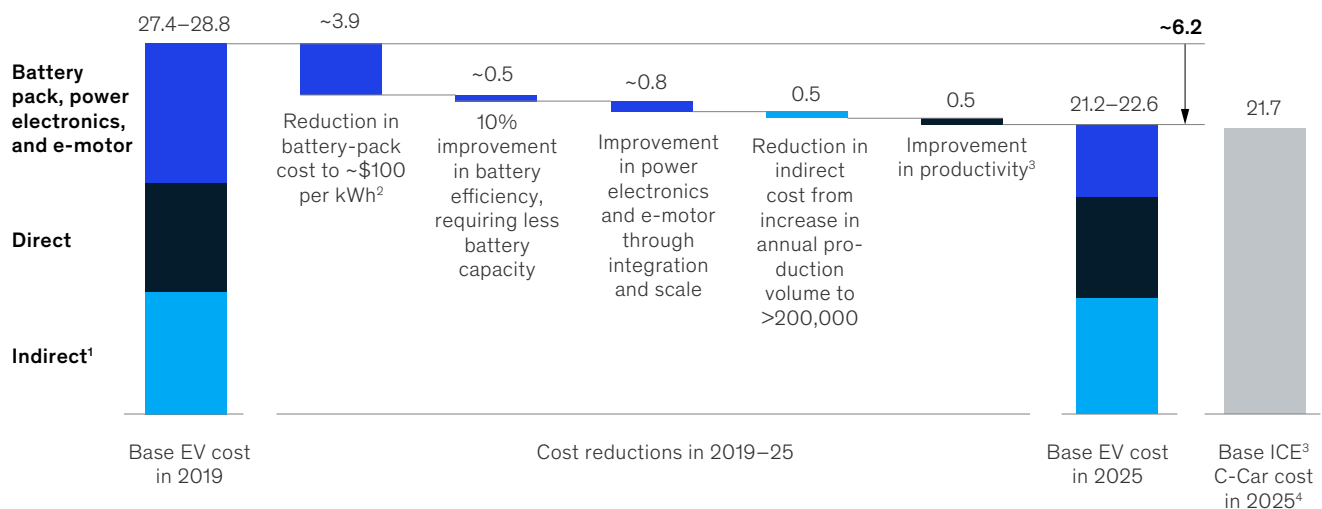 27.4–28.8
~3.9
~0.5
~0.8
0.5
0.5
21.2–22.6
~6.2
21.7
Battery
pack, power
electronics,
and e-motor
Direct
Indirect¹
Reduction in
battery-pack
cost to ~$100
per kWh²
10%
improvement
in battery
efficiency,
requiring less
battery
capacity
Improvement
in power
electronics
and e-motor
through
integration
and scale
Reduction in
indirect
cost from
increase in
annual pro-
duction
volume to
>200,000
Improvement
in productivity³
Base EV cost
in 2019
Cost reductions in 2019–25
Base EV cost
in 2025
Base ICE³
C-Car cost
in 2025⁴